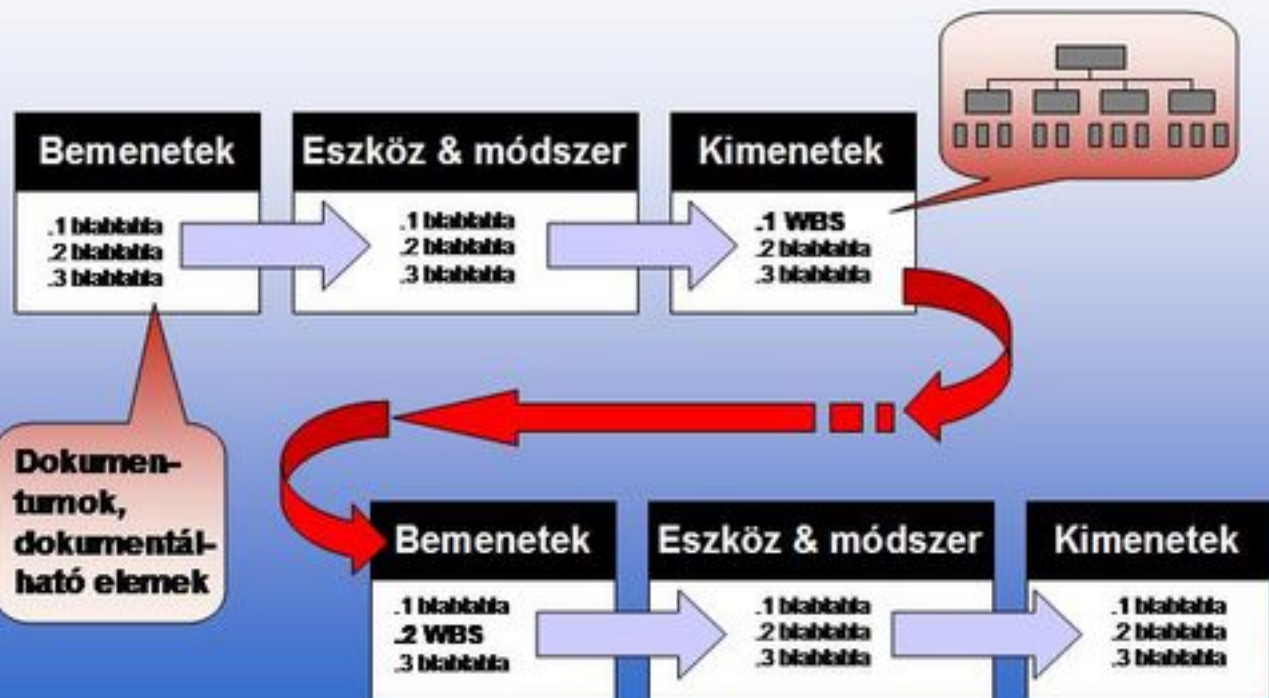 Bemenetek
.1 blablabla
.2 blablabla
.3 blablabla
Eszköz & módszer
.1 blablabla
.2 blablabla
.3 blablabla
Kimenetek
.1 WBS
.2 blablabla
.3 blablabla
Dokumen-
tumok,
dokumentál-
ható elemek
Bemenetek
.1 blablabla
.2 WBS
.3 blablabla
Eszköz & módszer
.1 blablabla
.2 blablabla
.3 blablabla
Kimenetek
.1 blablabla
.2 blablabla
.3 blablabla